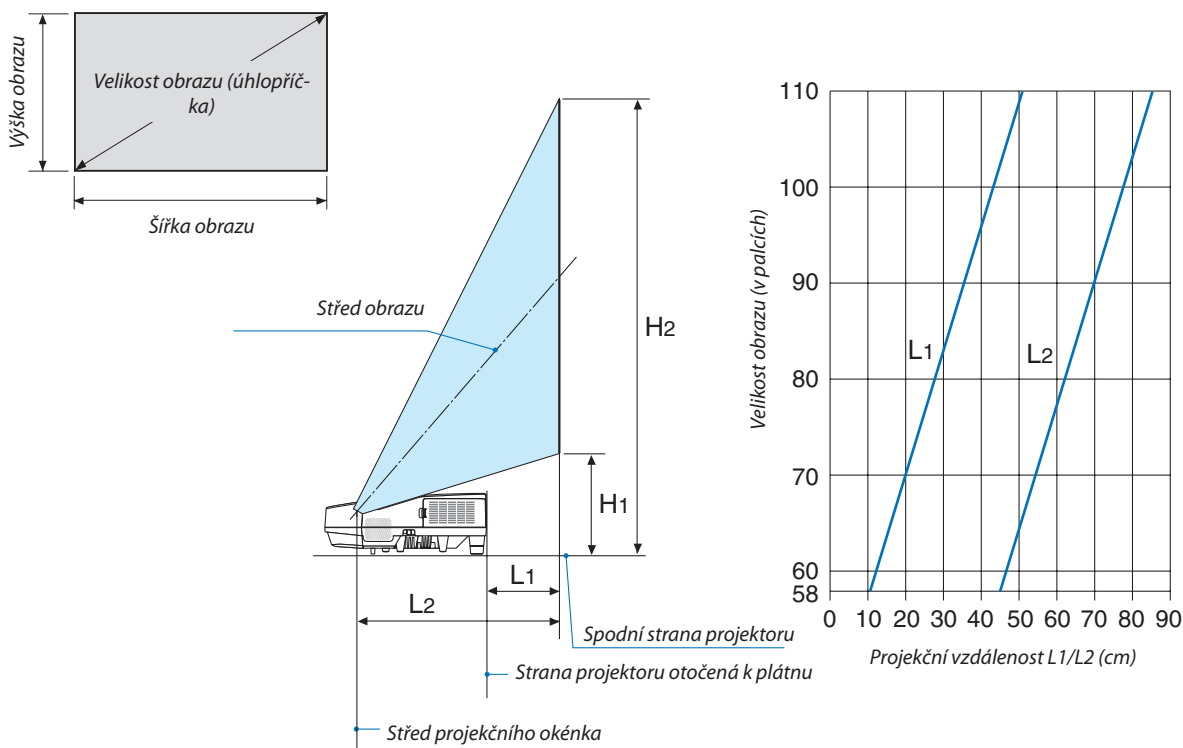 Výška obrazu
Velikost obrazu (úhlopříč-
ka)
Šířka obrazu
Střed obrazu
H2
H1
L1
L2
Spodní strana projektoru
Strana projektoru otočená k plátnu
Střed projekčního okénka
Velikost obrazu (v palcích)
110
100
90
80
70
60
58
L1
L2
0 10 20 30 40 50 60 70 80 90
Projekční vzdálenost L1/L2 (cm)